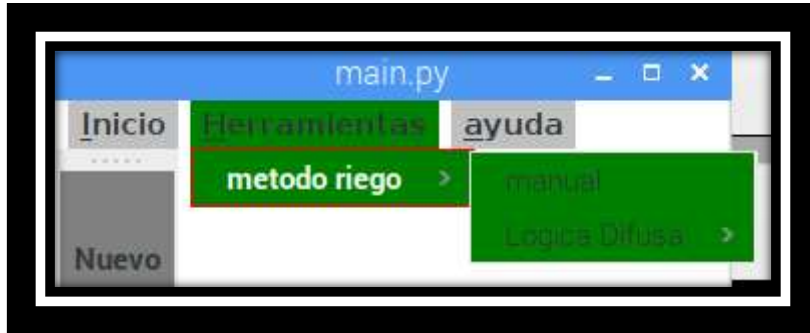 main.py
Inicio Herramientas ayuda
metodo riego
manual
Logica Difusa
Nuevo